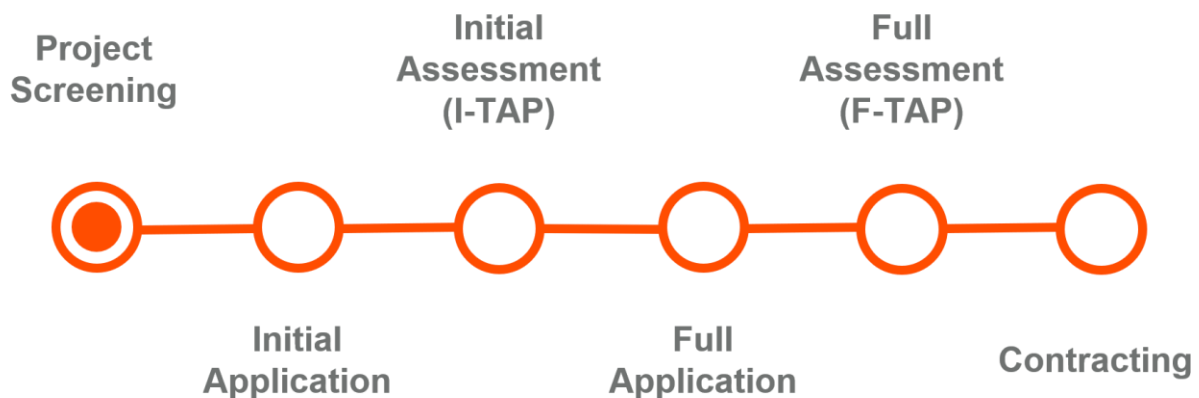 Project
Screening
Initial
Application
Initial
Assessment
(I-TAP)
Full
Application
Full
Assessment
(F-TAP)
Contracting